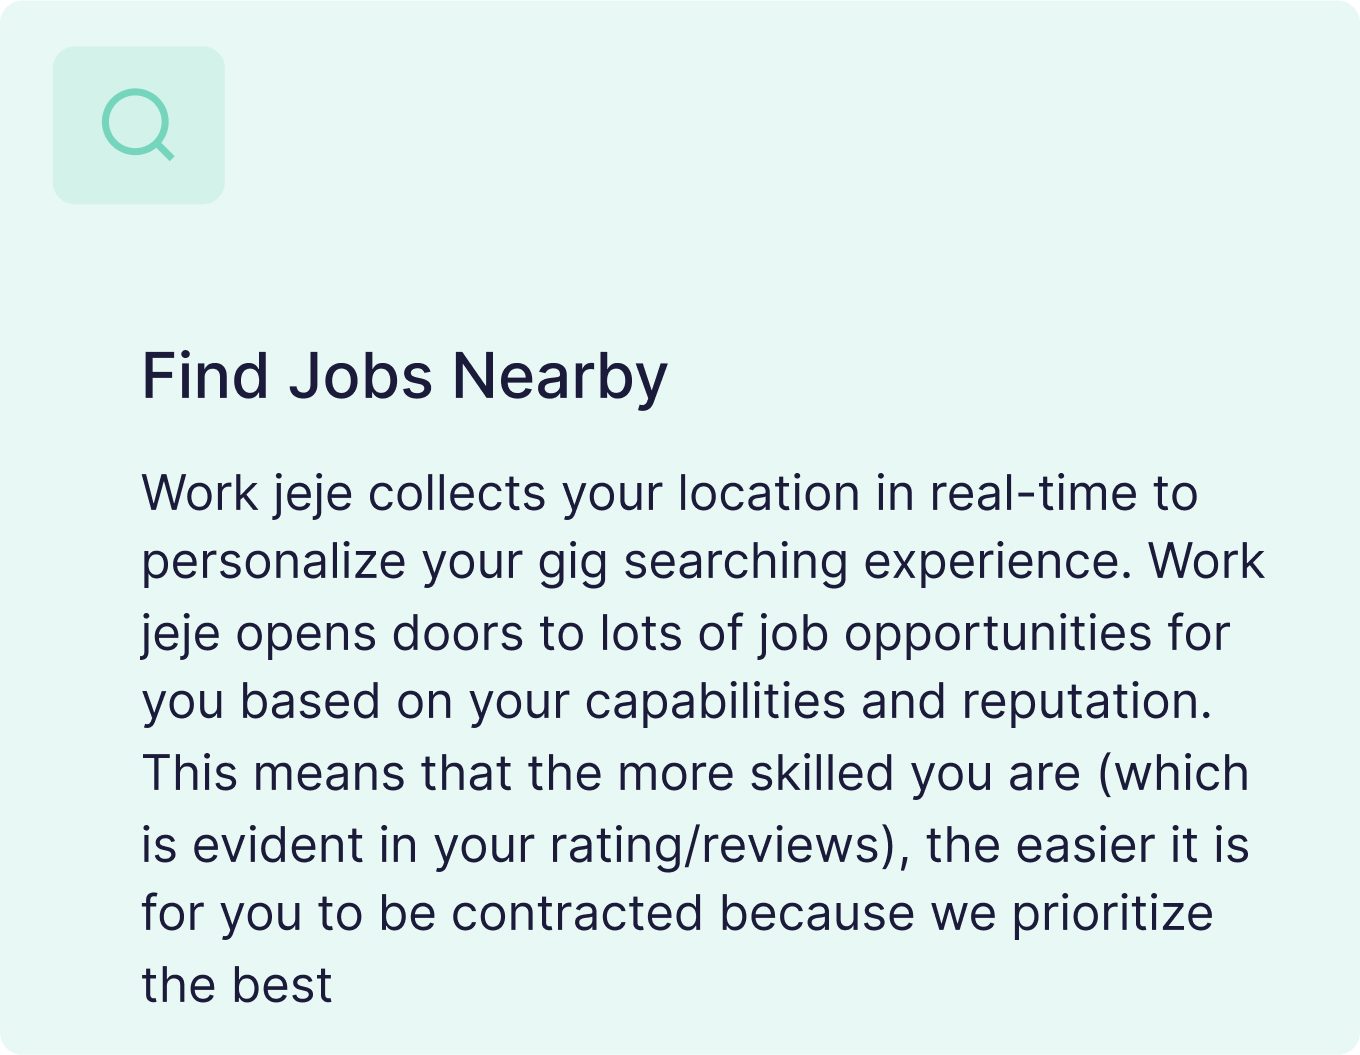 Find Jobs Nearby
Work jeje collects your location in real-time to
personalize your gig searching experience. Work
jeje opens doors to lots of job opportunities for
you based on your capabilities and reputation.
This means that the more skilled you are (which
is evident in your rating/reviews), the easier it is
for you to be contracted because we prioritize
the best